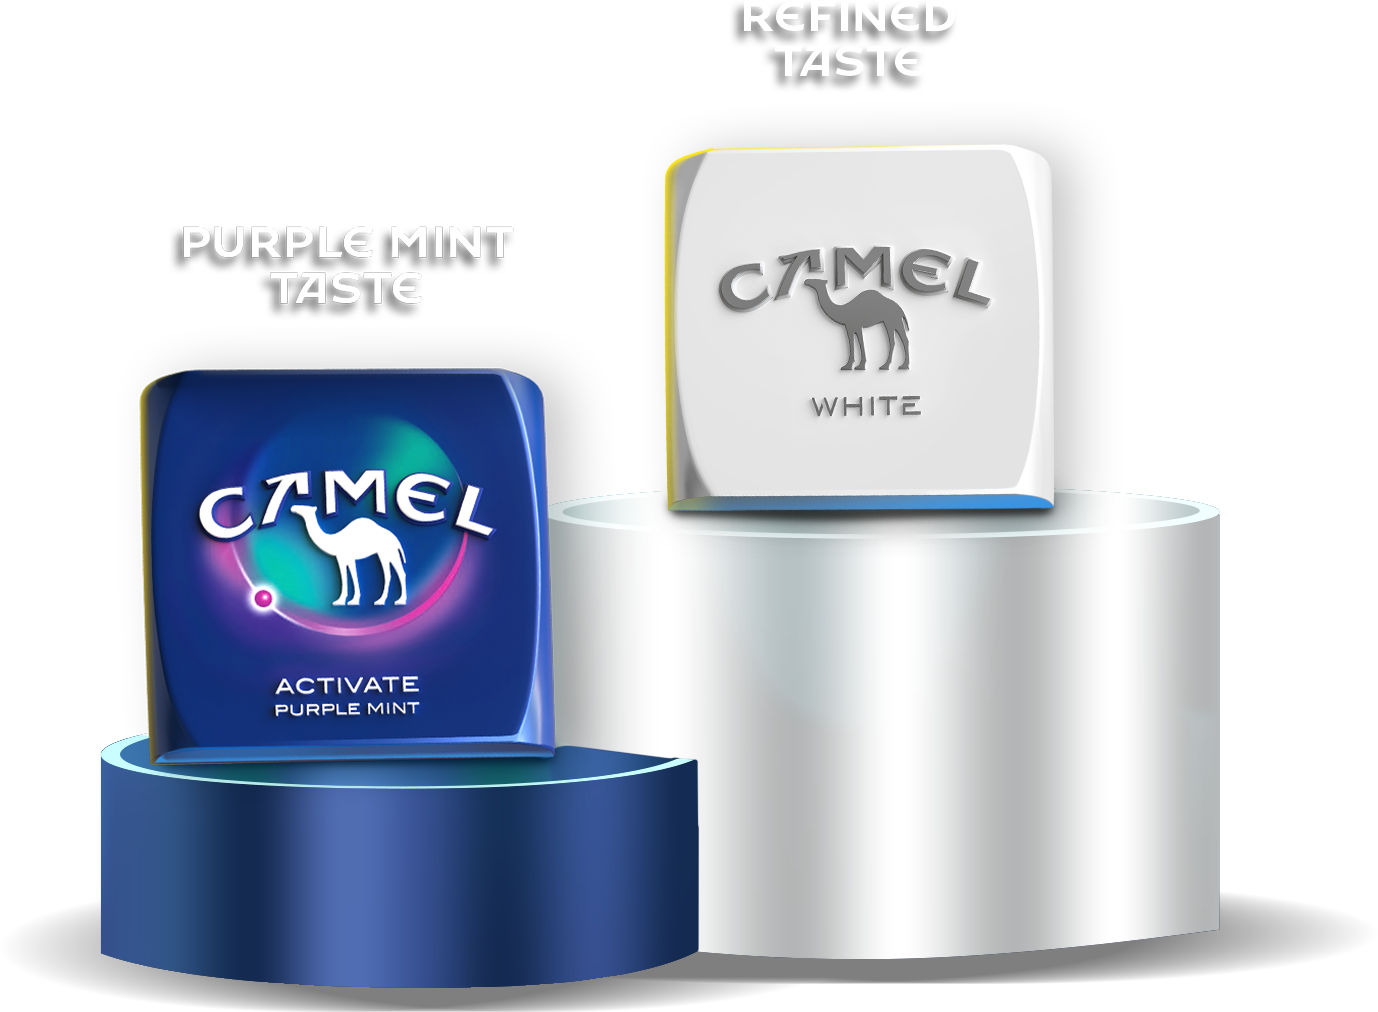 REFINED
TASTE
PURPLE MINT
TASTE
CAMEL
WHITE
CAMEL
ACTIVATE
PURPLE MINT